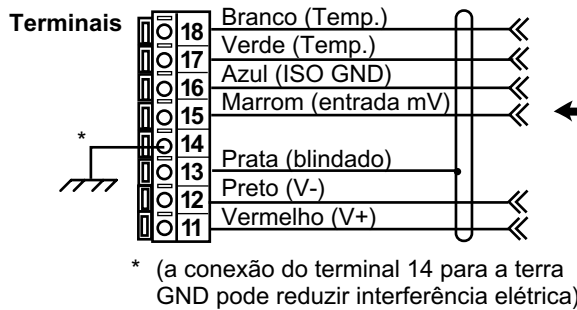 Terminais
18 Branco (Temp.)
17 Verde (Temp.)
16 Azul (ISO GND)
15 Marrom (entrada mV)
* 14
13 Prata (blindado)
12 Preto (V-)
11 Vermelho (V+)
* (a conexão do terminal 14 para a terra
GND pode reduzir interferência elétrica)